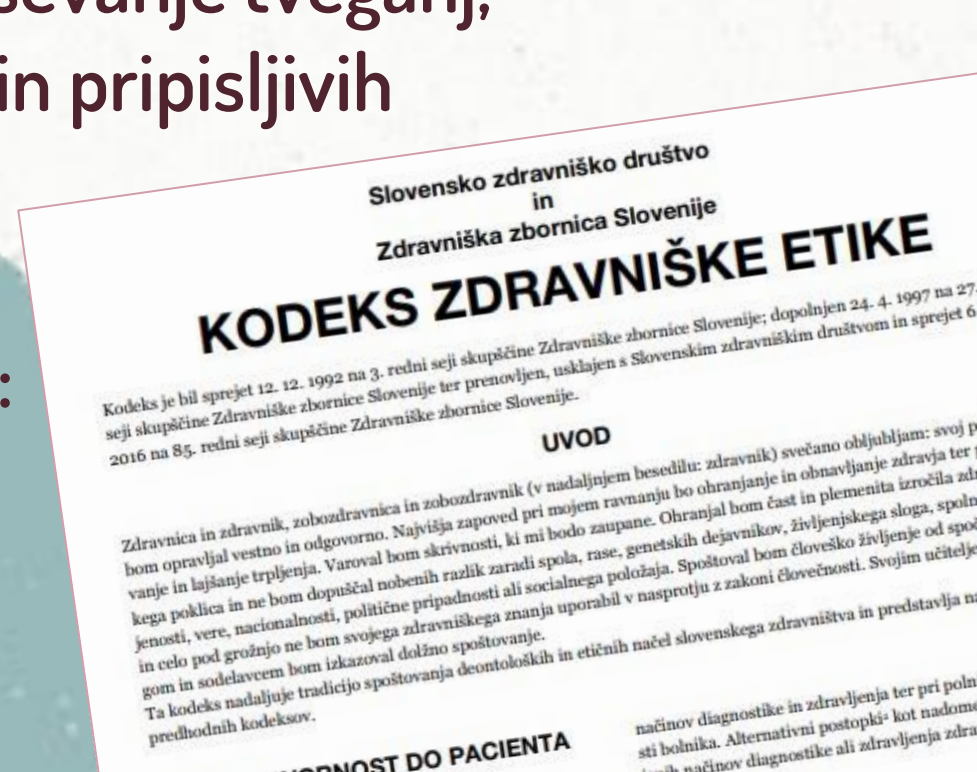 in pripisljivih
:
Slovensko zdravniško društvo
in
Zdravniška zbornica Slovenije
KODEKS ZDRAVNIŠKE ETIKE
Kodeks je bil sprejet 12. 12. 1992 na 3. redni seji skupščine Zdravniške zbornice Slovenije; dopolnjen 24. 4. 1997 na 27.
seji skupščine Zdravniške zbornice Slovenije ter prenovljen, usklajen s Slovenskim zdravniškim društvom in sprejet 6
2016 na 85. redni seji skupščine Zdravniške zbornice Slovenije.
UVOD
Zdravnica in zdravnik, zobozdravnica in zobozdravnik (v nadaljnjem besedilu: zdravnik) svečano obljubljam: svoj p
bom opravljal vestno in odgovorno. Najvišja zapoved pri mojem ravnanju bo ohranjanje in obnavljanje zdravja ter
vanje in lajšanje trpljenja. Varoval bom skrivnosti, ki mi bodo zaupane. Ohranjal bom čast in plemenita izročila zd
kega poklica in ne bom dopuščal nobenih razlik zaradi spola, rase, genetskih dejavnikov, življenjskega sloga, spoln
jenosti, vere, nacionalnosti, politične pripadnosti ali socialnega položaja. Spoštoval bom človeško življenje od spo
in celo pod grožnjo ne bom svojega zdravniškega znanja uporabil v nasprotju z zakoni človečnosti. Svojim učitelje
gom in sodelavcem bom izkazoval dolžno spoštovanje.
Ta kodeks nadaljuje tradicijo spoštovanja deontoloških in etičnih načel slovenskega zdravništva in predstavlja na
predhodnih kodeksov.
DO PACIENTA
načinov diagnostike in zdravljenja ter pri poln
sti bolnika. Alternativni postopki² kot nadome
načinov diagnostike ali zdravljenja zdra